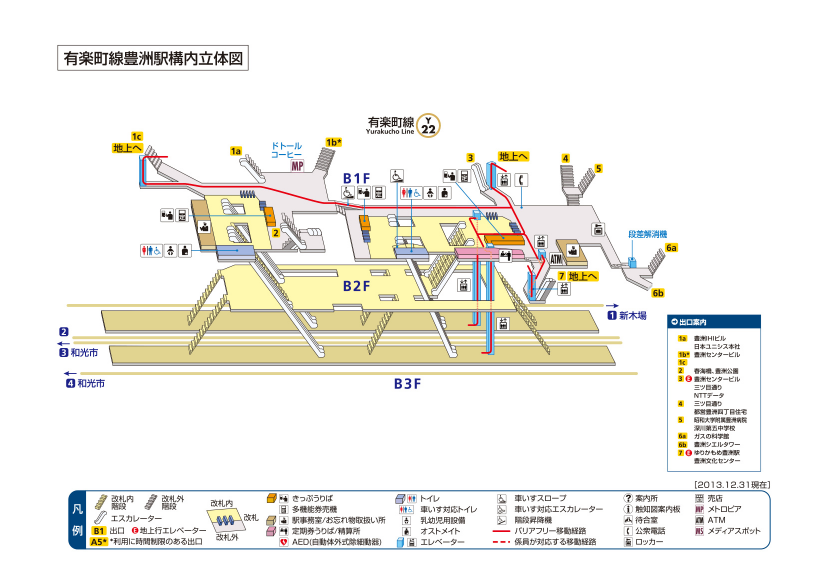 有楽町線豊洲駅構内立体図
有楽町線
Yurakucho Line
Y
22
1c
地上へ
1a
ドトール
コーヒー
1b*
MP
B1F
3
地上へ
4
5
2
段差解消機
6a
ATM
7 地上へ
6b
B2F
1 新木場
2
3 和光市
4 和光市
B3F
出口案内
1a 豊洲IHIビル
日本ユニシス本社
1b* 豊洲センタービル
1c
2 春海橋、豊洲公園
3 E 豊洲センタービル
三ツ目通り
NTTデータ
4 三ツ目通り
都営豊洲四丁目住宅
5 昭和大学附属豊洲病院
深川第五中学校
6a ガスの科学館
6b 豊洲シエルタワー
7 E ゆりかもめ豊洲駅
豊洲文化センター
[2013.12.31現在]
凡例
改札内階段
改札外階段
エスカレーター
B1 出口 E 地上行エレベーター
A5* *利用に時間制限のある出口
改札内
改札
改札外
きっぷうりば
多機能券売機
駅事務室/お忘れ物取扱い所
定期券うりば/精算所
AED(自動体外式除細動器)
トイレ
車いす対応トイレ
乳幼児用設備
オストメイト
エレベーター
車いすスロープ
車いす対応エスカレーター
階段昇降機
バリアフリー移動経路
係員が対応する移動経路
? 案内所
i 触知図案内板
待合室
公衆電話
ロッカー
売店
MP メトロピア
ATM ATM
MS メディアスポット